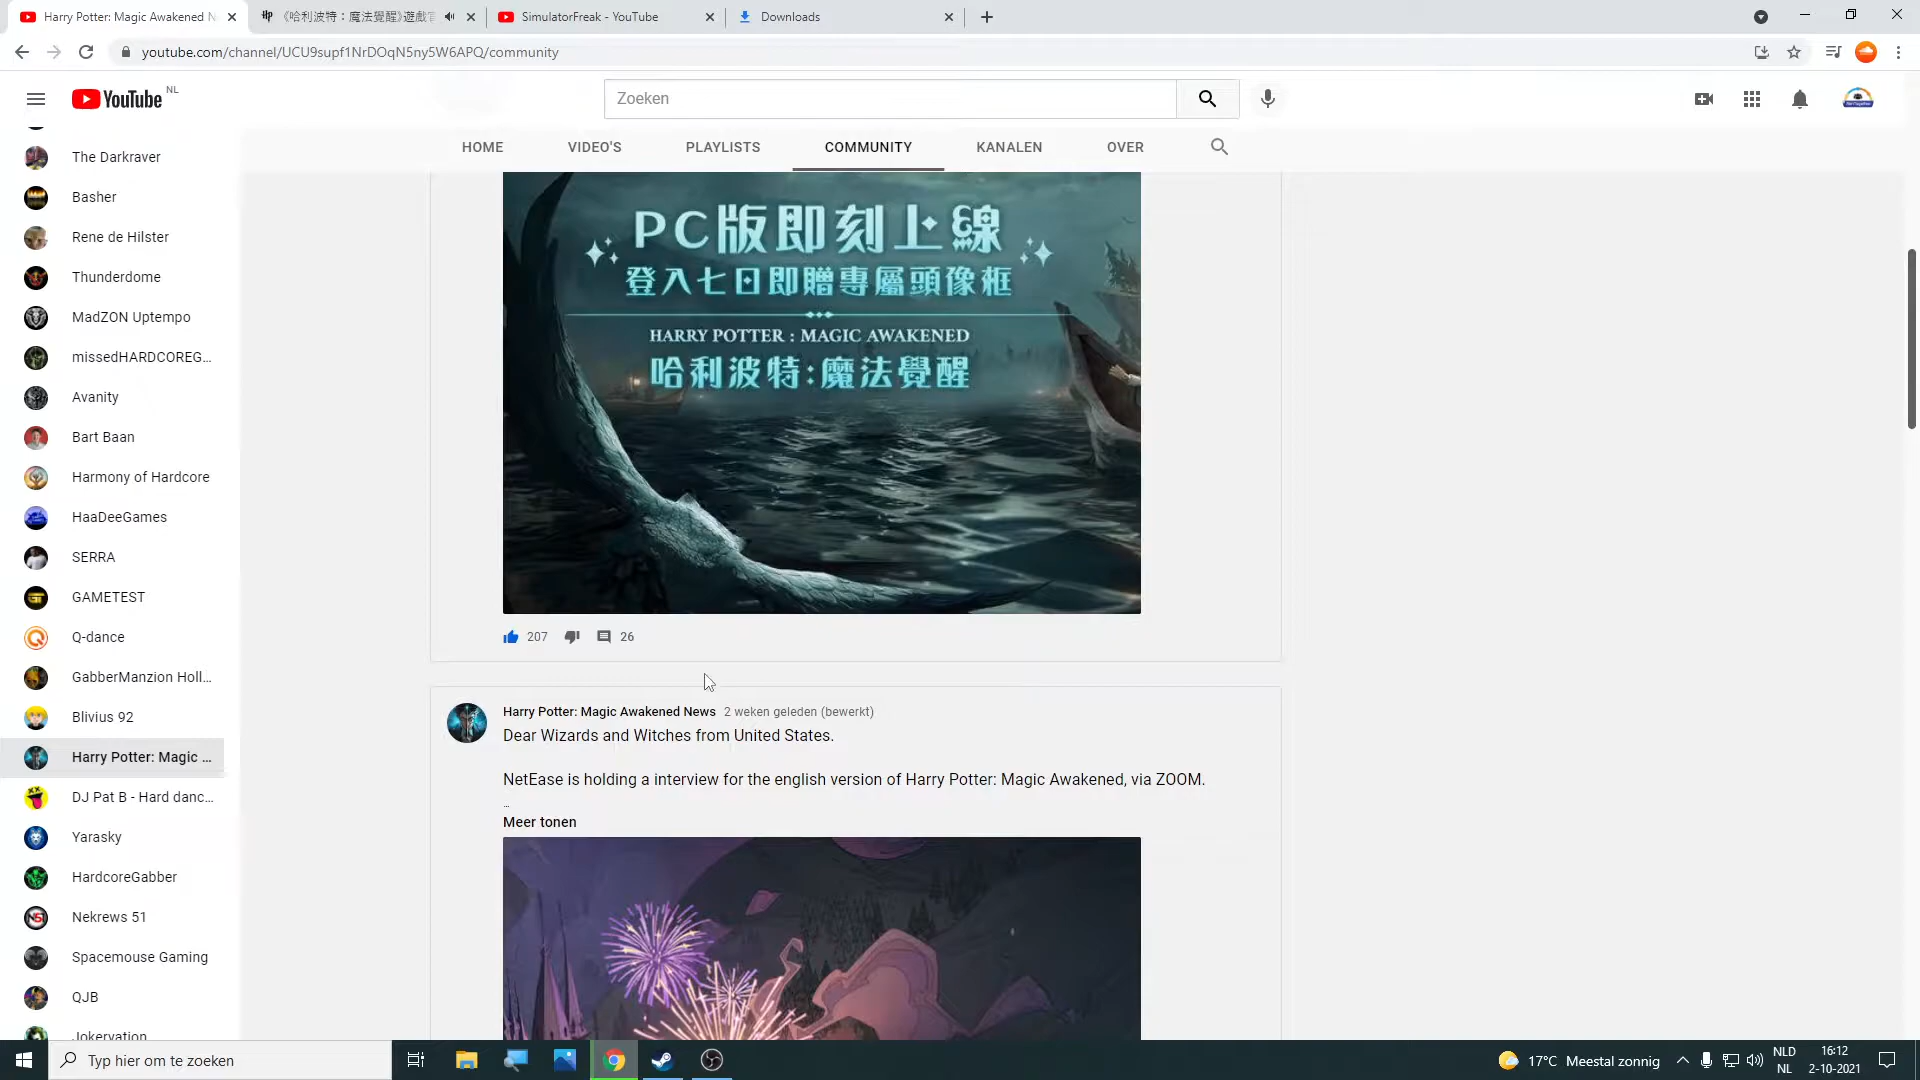 Harry Potter: Magic Awakened N
《哈利波特：魔法覺醒》遊戲官
SimulatorFreak - YouTube
Downloads
youtube.com/channel/UCU9supf1NrDOqN5ny5W6APQ/community
YouTube NL
Zoeken
HOME
VIDEO'S
PLAYLISTS
COMMUNITY
KANALEN
OVER
The Darkraver
Basher
Rene de Hilster
Thunderdome
MadZON Uptempo
missedHARDCOREG...
Avanity
Bart Baan
Harmony of Hardcore
HaaDeeGames
SERRA
GAMETEST
Q-dance
GabberManzion Holl...
Blivius 92
Harry Potter: Magic ...
DJ Pat B - Hard danc...
Yarasky
HardcoreGabber
Nekrews 51
Spacemouse Gaming
QJB
Jokervation
PC版即刻上線
登入七日即贈專屬頭像框
HARRY POTTER : MAGIC AWAKENED
哈利波特:魔法覺醒
207
26
Harry Potter: Magic Awakened News 2 weken geleden (bewerkt)
Dear Wizards and Witches from United States.
NetEase is holding a interview for the english version of Harry Potter: Magic Awakened, via ZOOM.
...
Meer tonen
Typ hier om te zoeken
17°C Meestal zonnig
NLD
NL
16:12
2-10-2021